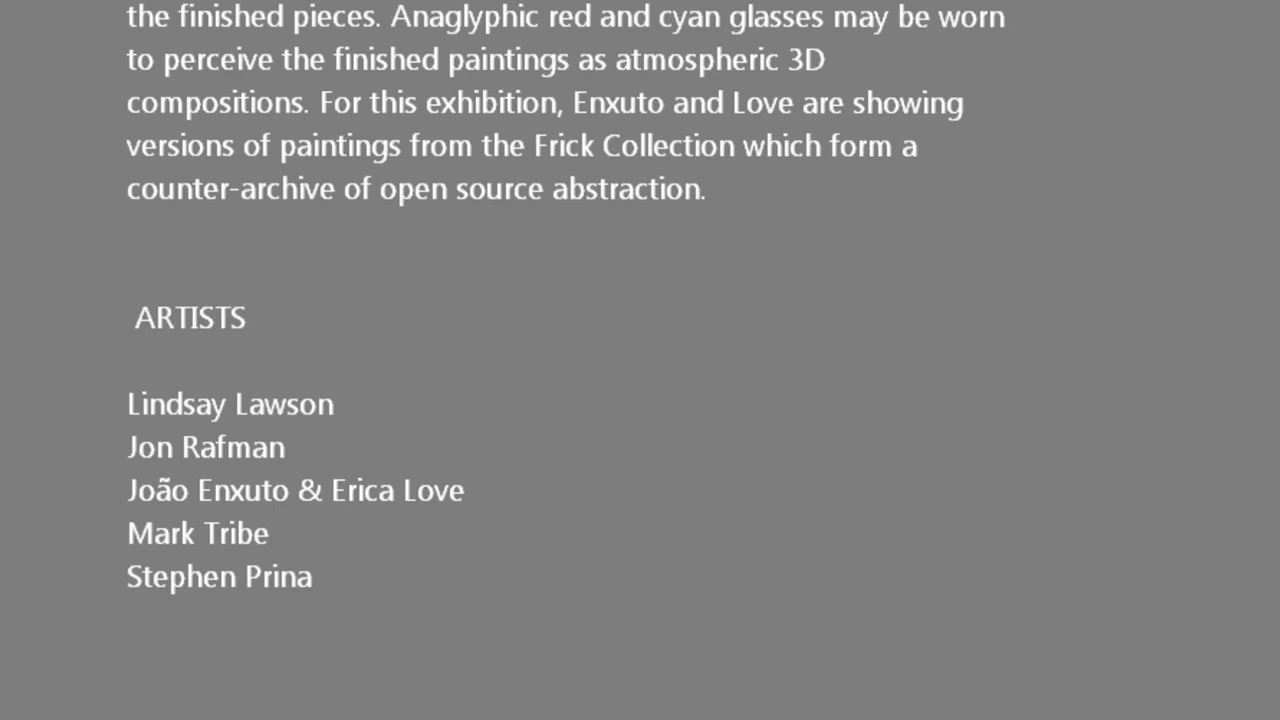 the finished pieces. Anaglyphic red and cyan glasses may be worn
to perceive the finished paintings as atmospheric 3D
compositions. For this exhibition, Enxuto and Love are showing
versions of paintings from the Frick Collection which form a
counter-archive of open source abstraction.
ARTISTS
Lindsay Lawson
Jon Rafman
João Enxuto & Erica Love
Mark Tribe
Stephen Prina